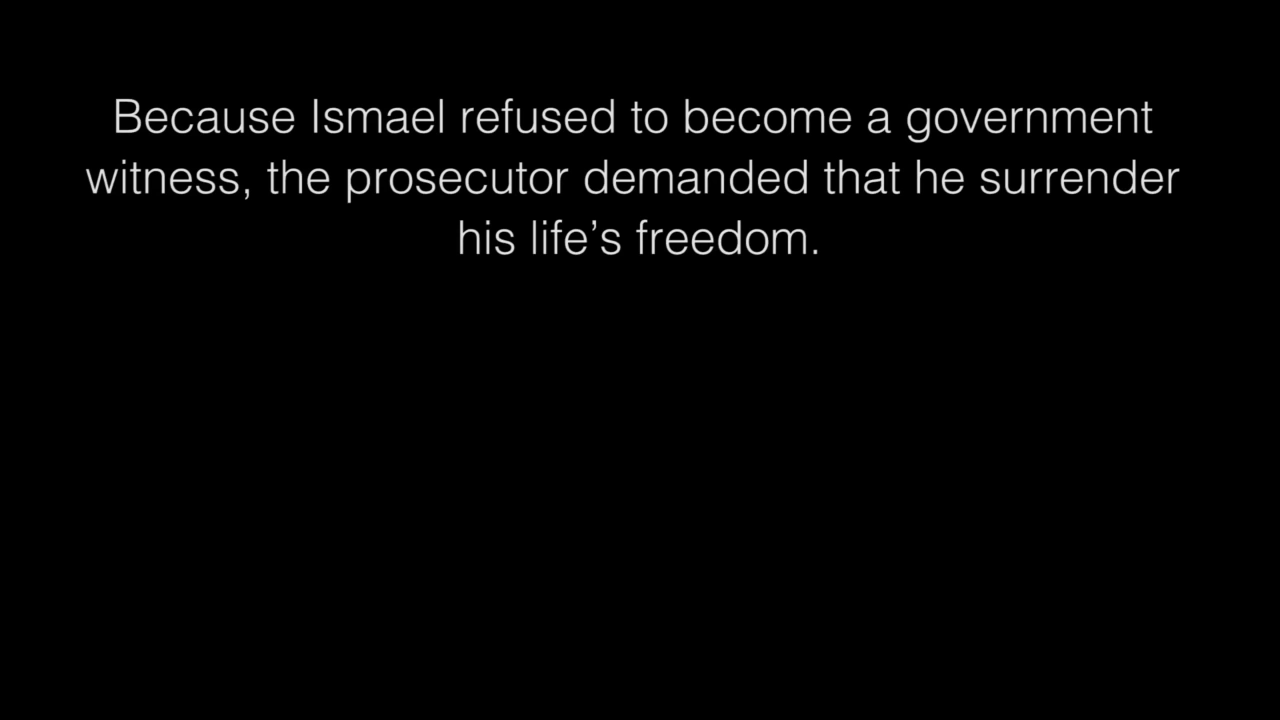 Because Ismael refused to become a government
witness, the prosecutor demanded that he surrender
his life’s freedom.